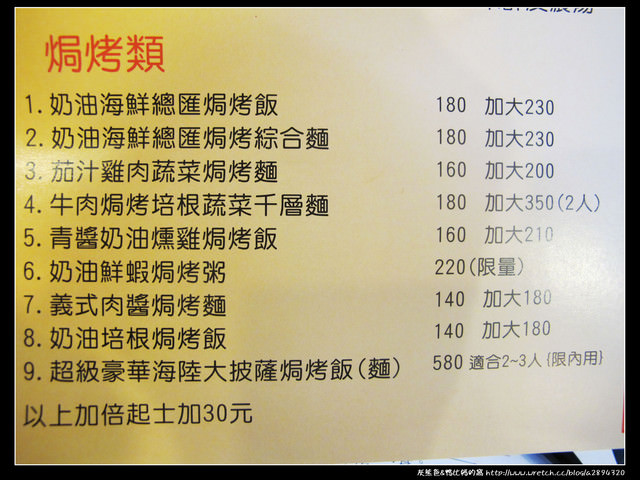 焗烤類
1.奶油海鮮總匯焗烤飯 180 加大230
2.奶油海鮮總匯焗烤綜合麵 180 加大230
3.茄汁雞肉蔬菜焗烤麵 160 加大200
4.牛肉焗烤培根蔬菜千層麵 180 加大350(2人)
5.青醬奶油燻雞焗烤飯 160 加大210
6.奶油鮮蝦焗烤粥 220(限量)
7.義式肉醬焗烤麵 140 加大180
8.奶油培根焗烤飯 140 加大180
9.超級豪華海陸大披薩焗烤飯(麵) 580 適合2~3人{限內用}
以上加倍起士加30元
http://www.wretch.cc/blog/a2894320